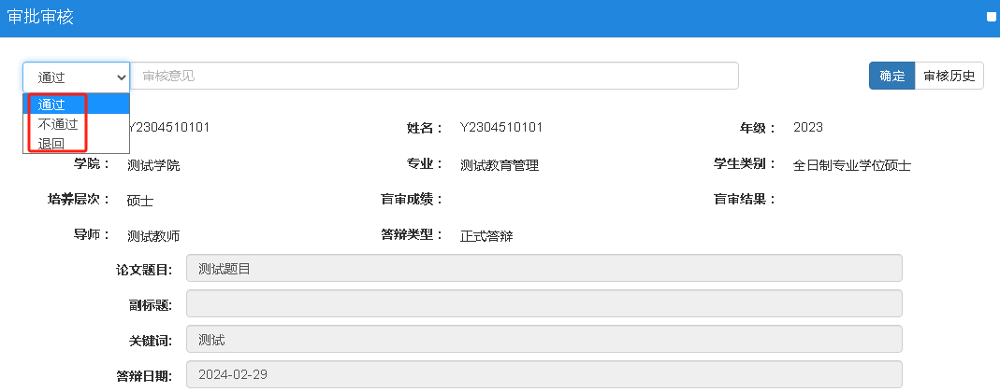 审批审核
通过 审核意见 确定 审核历史
通过
不通过
退回
Y2304510101 姓名： Y2304510101 年级： 2023
学院： 测试学院 专业： 测试教育管理 学生类别： 全日制专业学位硕士
培养层次： 硕士 盲审成绩： 盲审结果：
导师： 测试教师 答辩类型： 正式答辩
论文题目: 测试题目
副标题:
关键词: 测试
答辩日期: 2024-02-29